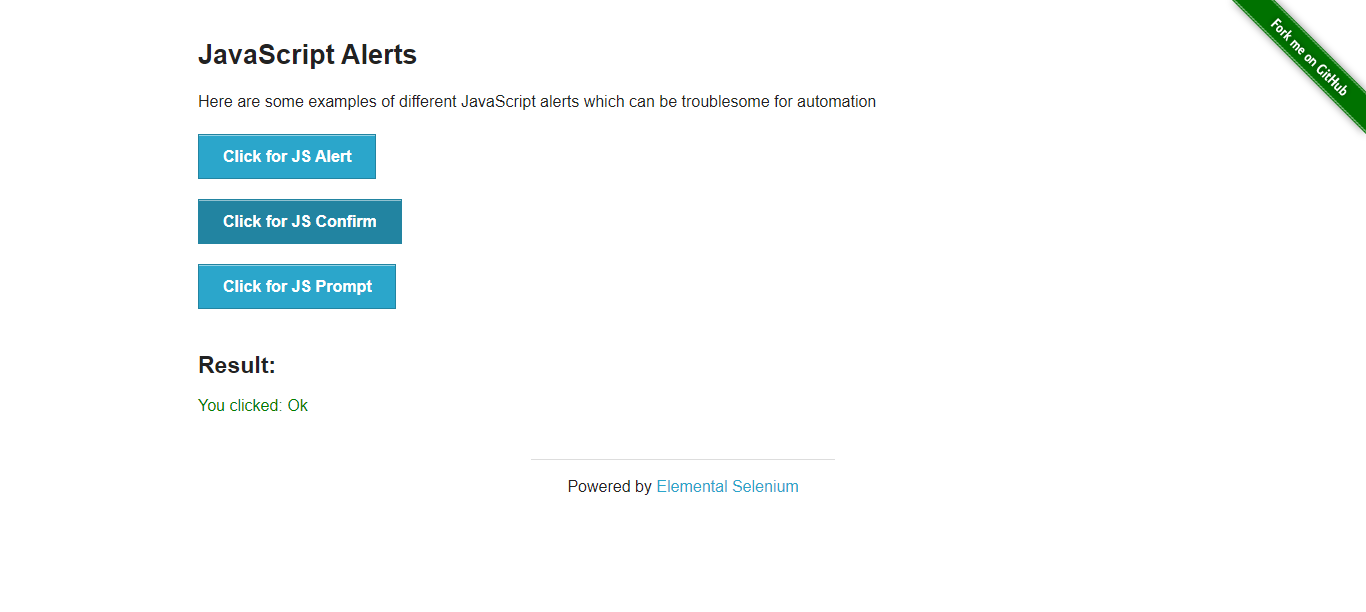 Fork me on GitHub
JavaScript Alerts
Here are some examples of different JavaScript alerts which can be troublesome for automation
Click for JS Alert
Click for JS Confirm
Click for JS Prompt
Result:
You clicked: Ok
Powered by Elemental Selenium